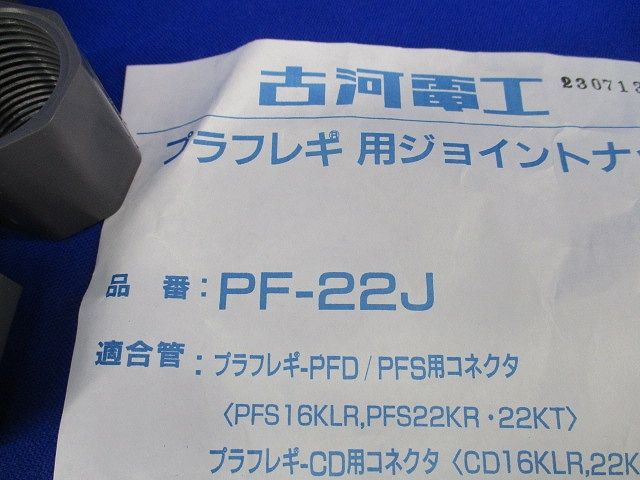 古河電工
230713
プラフレキ® 用ジョイントナッ
品 番：PF-22J
適合管：プラフレキ-PFD / PFS用コネクタ
〈PFS16KLR,PFS22KR・22KT〉
プラフレキ-CD用コネクタ〈CD16KLR,22K